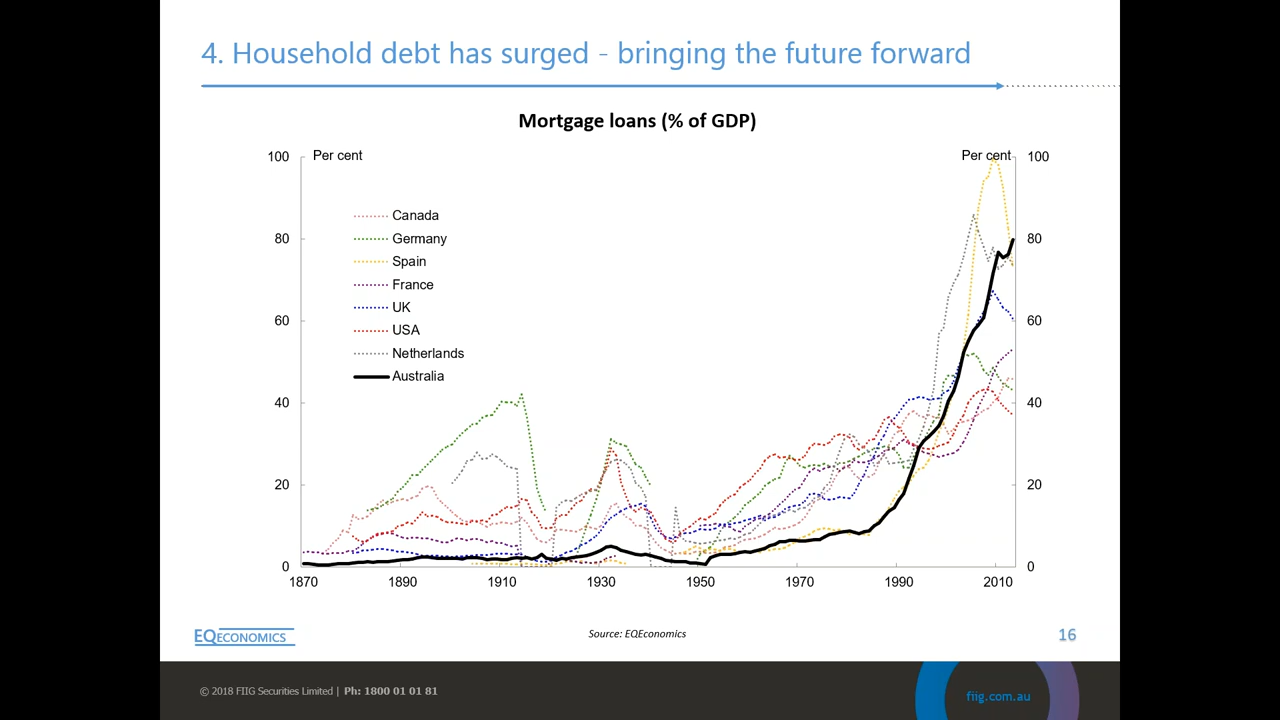 4. Household debt has surged - bringing the future forward
Mortgage loans (% of GDP)
100 Per cent Per cent 100
Canada
80 Germany 80
Spain
France
UK
60 60
USA
Netherlands
Australia
40 40
20 20
0 0
1870 1890 1910 1930 1950 1970 1990 2010
EQECONOMICS Source: EQEconomics 16
© 2018 FIIG Securities Limited | Ph: 1800 01 01 81 fiig.com.au